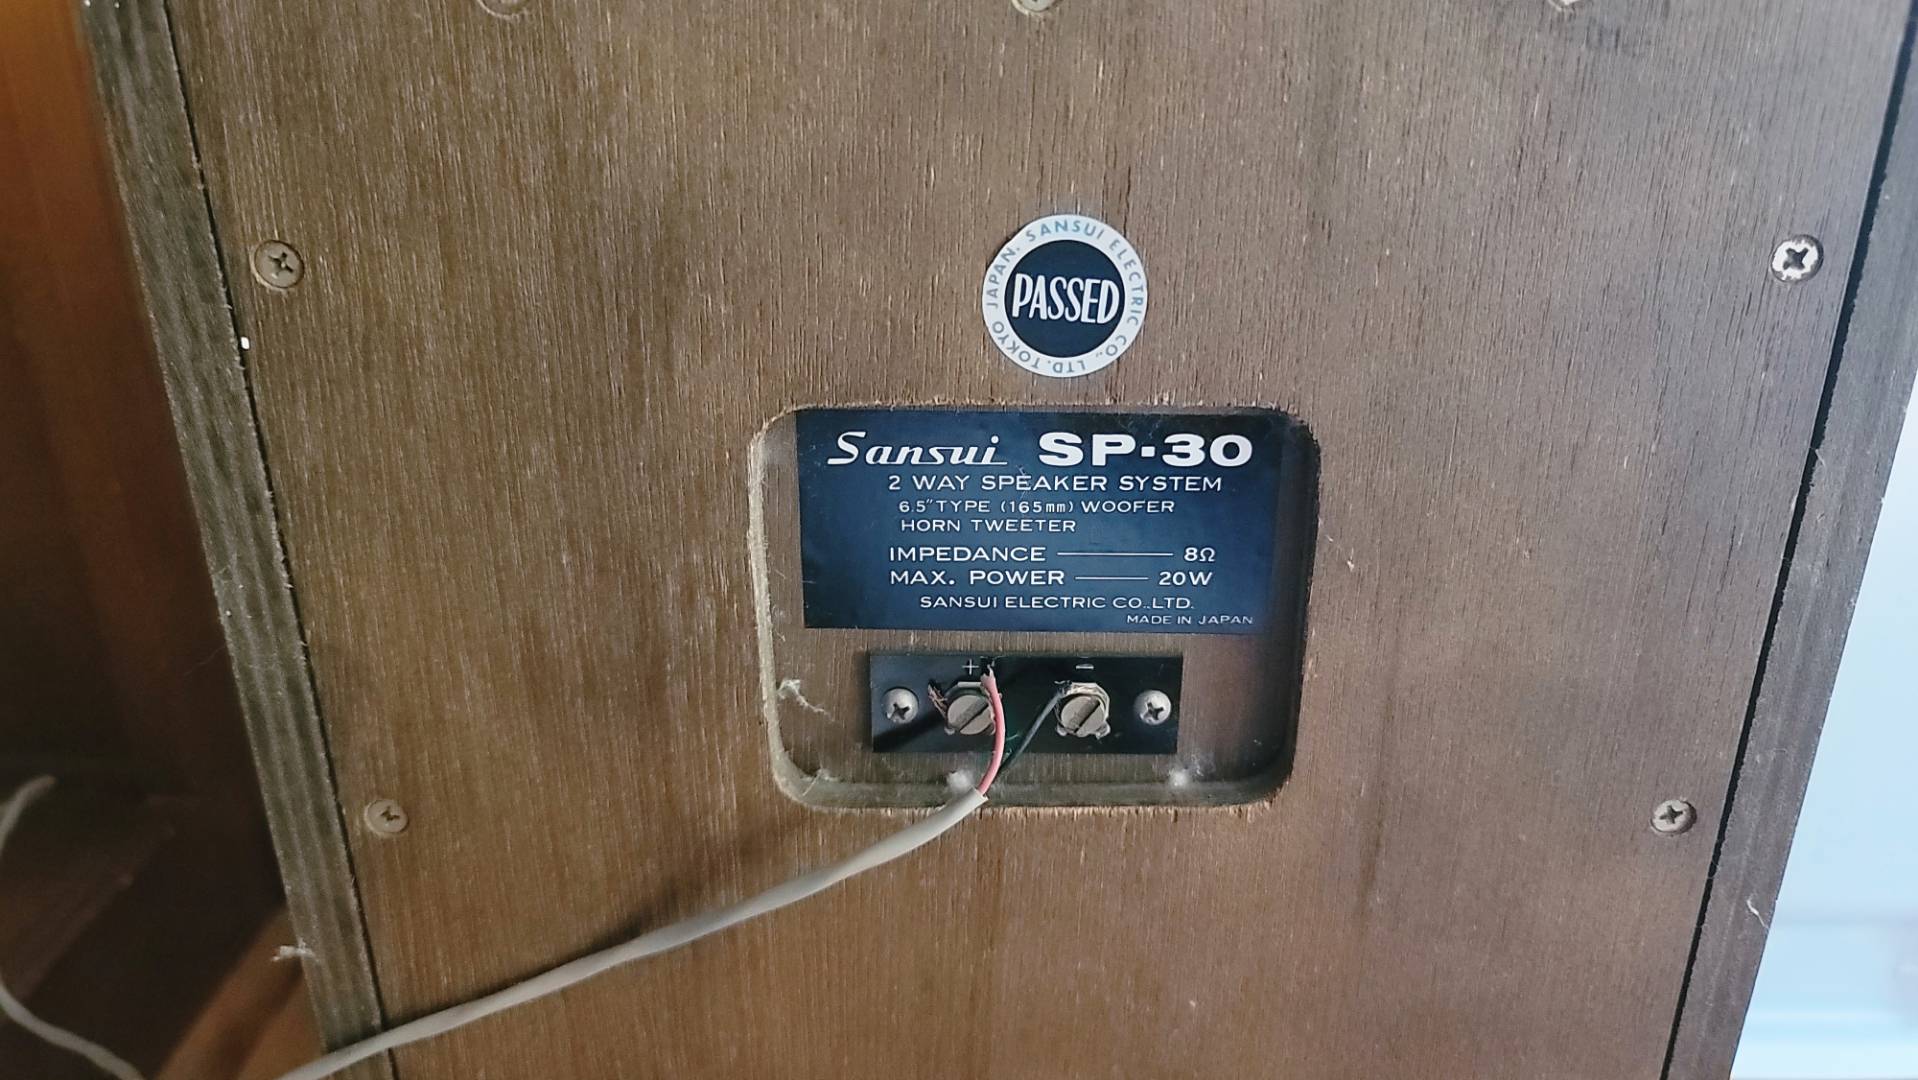 SANSUI ELECTRIC CO., LTD. TOKYO JAPAN.
PASSED
Sansui SP-30
2 WAY SPEAKER SYSTEM
6.5" TYPE (165mm) WOOFER
HORN TWEETER
IMPEDANCE — 8Ω
MAX. POWER — 20W
SANSUI ELECTRIC CO.,LTD.
MADE IN JAPAN
+ −